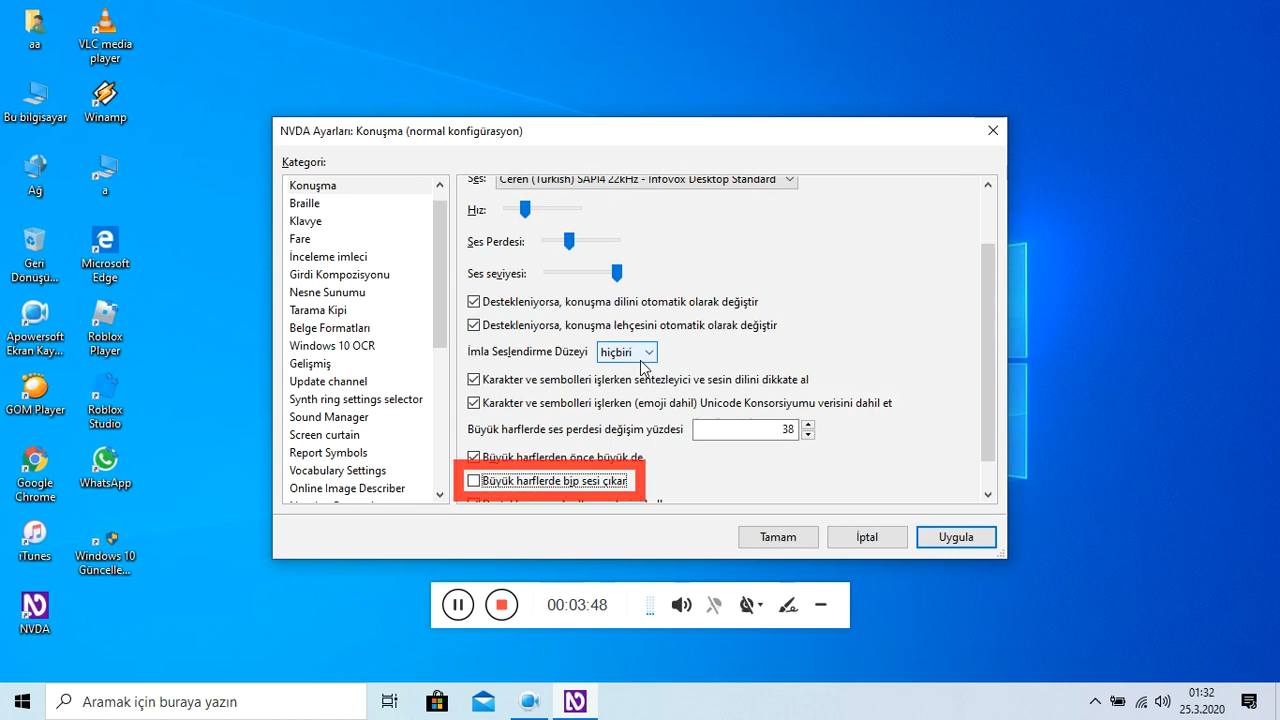 aa
VLC media
player
Bu bilgisayar
Winamp
Ağ
a
Geri
Dönüşü...
Microsoft
Edge
Apowersoft
Ekran Kay...
Roblox
Player
GOM Player
Roblox
Studio
Google
Chrome
WhatsApp
iTunes
Windows 10
Güncelle...
NVDA
NVDA Ayarları: Konuşma (normal konfigürasyon)
Kategori:
Konuşma
Braille
Klavye
Fare
İnceleme imleci
Girdi Kompozisyonu
Nesne Sunumu
Tarama Kipi
Belge Formatları
Windows 10 OCR
Gelişmiş
Update channel
Synth ring settings selector
Sound Manager
Screen curtain
Report Symbols
Vocabulary Settings
Online Image Describer
Ses: Ceren (Turkish) SAPI4 22kHz - Infovox Desktop Standard
Hız:
Ses Perdesi:
Ses seviyesi:
Destekleniyorsa, konuşma dilini otomatik olarak değiştir
Destekleniyorsa, konuşma lehçesini otomatik olarak değiştir
İmla Seslendirme Düzeyi hiçbiri
Karakter ve sembolleri işlerken sentezleyici ve sesin dilini dikkate al
Karakter ve sembolleri işlerken (emoji dahil) Unicode Konsorsiyumu verisini dahil et
Büyük harflerde ses perdesi değişim yüzdesi 38
Büyük harflerden önce büyük de
Büyük harflerde bip sesi çıkar
Tamam İptal Uygula
00:03:48
Aramak için buraya yazın
01:32
25.3.2020